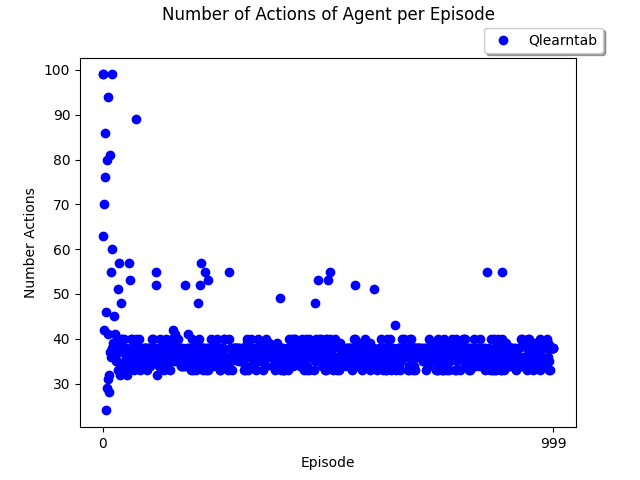 Number of Actions of Agent per Episode
Qlearntab
100
90
80
70
60
50
40
30
Number Actions
0
999
Episode